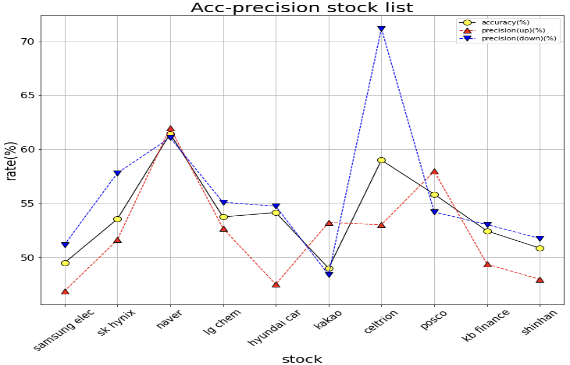 Acc-precision stock list
accuracy(%)
precision(up)(%)
precision(down)(%)
rate(%)
70
65
60
55
50
samsung elec
sk hynix
naver
lg chem
hyundai car
kakao
celtrion
posco
kb finance
shinhan
stock